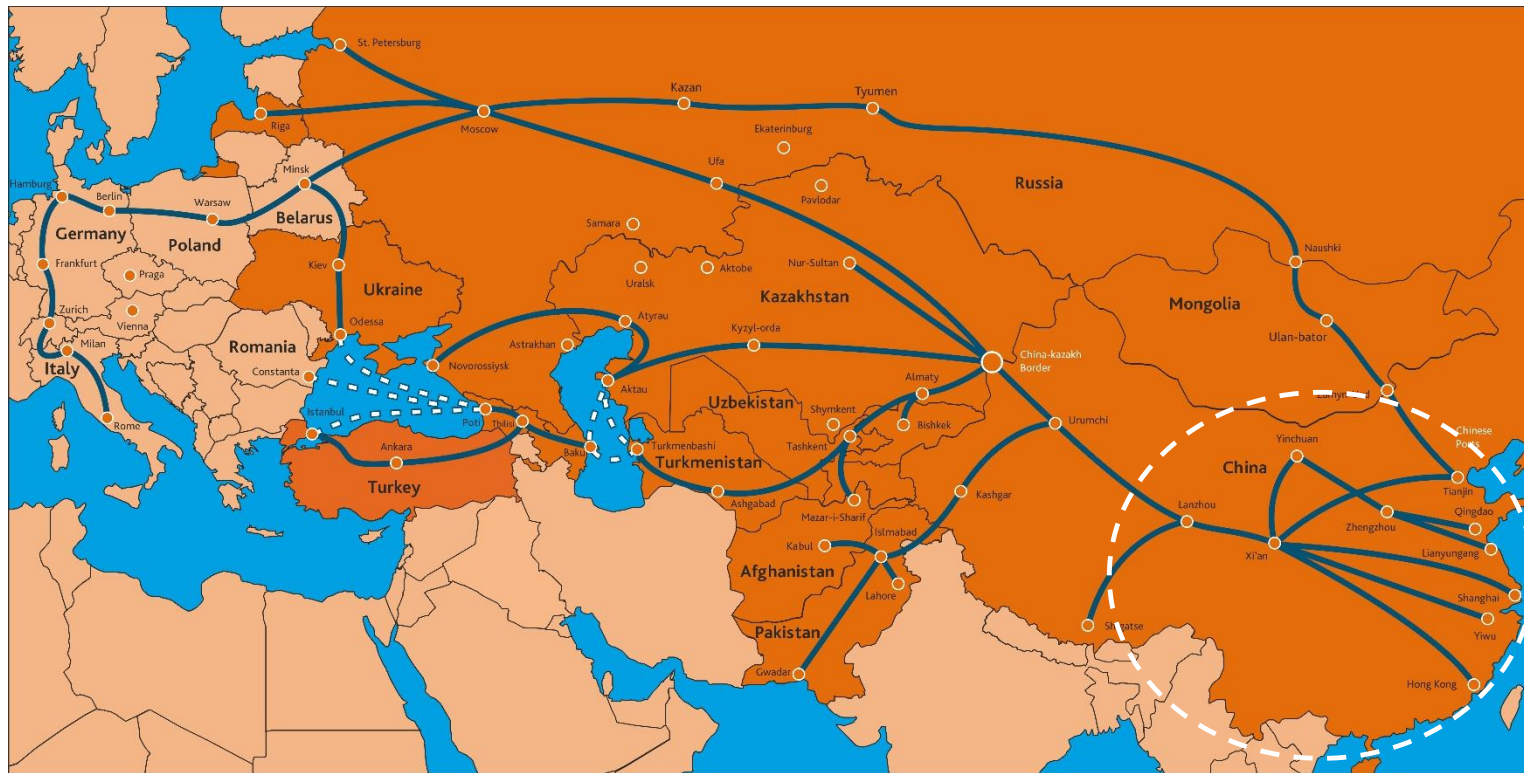 St. Petersburg
Kazan
Tyumen
Riga
Moscow
Ekaterinburg
Minsk
Ufa
Russia
Hamburg
Berlin
Warsaw
Pavlodar
Belarus
Germany
Poland
Samara
Naushki
Frankfurt
Praga
Kiev
Uralsk
Aktobe
Nur-Sultan
Ukraine
Kazakhstan
Mongolia
Zurich
Vienna
Odessa
Atyrau
Kyzyl-orda
Ulan-bator
Milan
Romania
Astrakhan
China-kazakh
Border
Italy
Constanta
Novorossiysk
Aktau
Almaty
Uzbekistan
Istanbul
Poti
Tbilisi
Shymkent
Bishkek
Urumchi
Rome
Chinese
Ports
Yinchuan
Ankara
Baku
Turkmenbashi
Tashkent
Turkmenistan
China
Turkey
Ashgabad
Kashgar
Tianjin
Mazar-i-Sharif
Lanzhou
Zhengzhou
Qingdao
Islmabad
Kabul
Xi'an
Lianyungang
Afghanistan
Lahore
Shanghai
Pakistan
Shigatse
Yiwu
Gwadar
Hong Kong